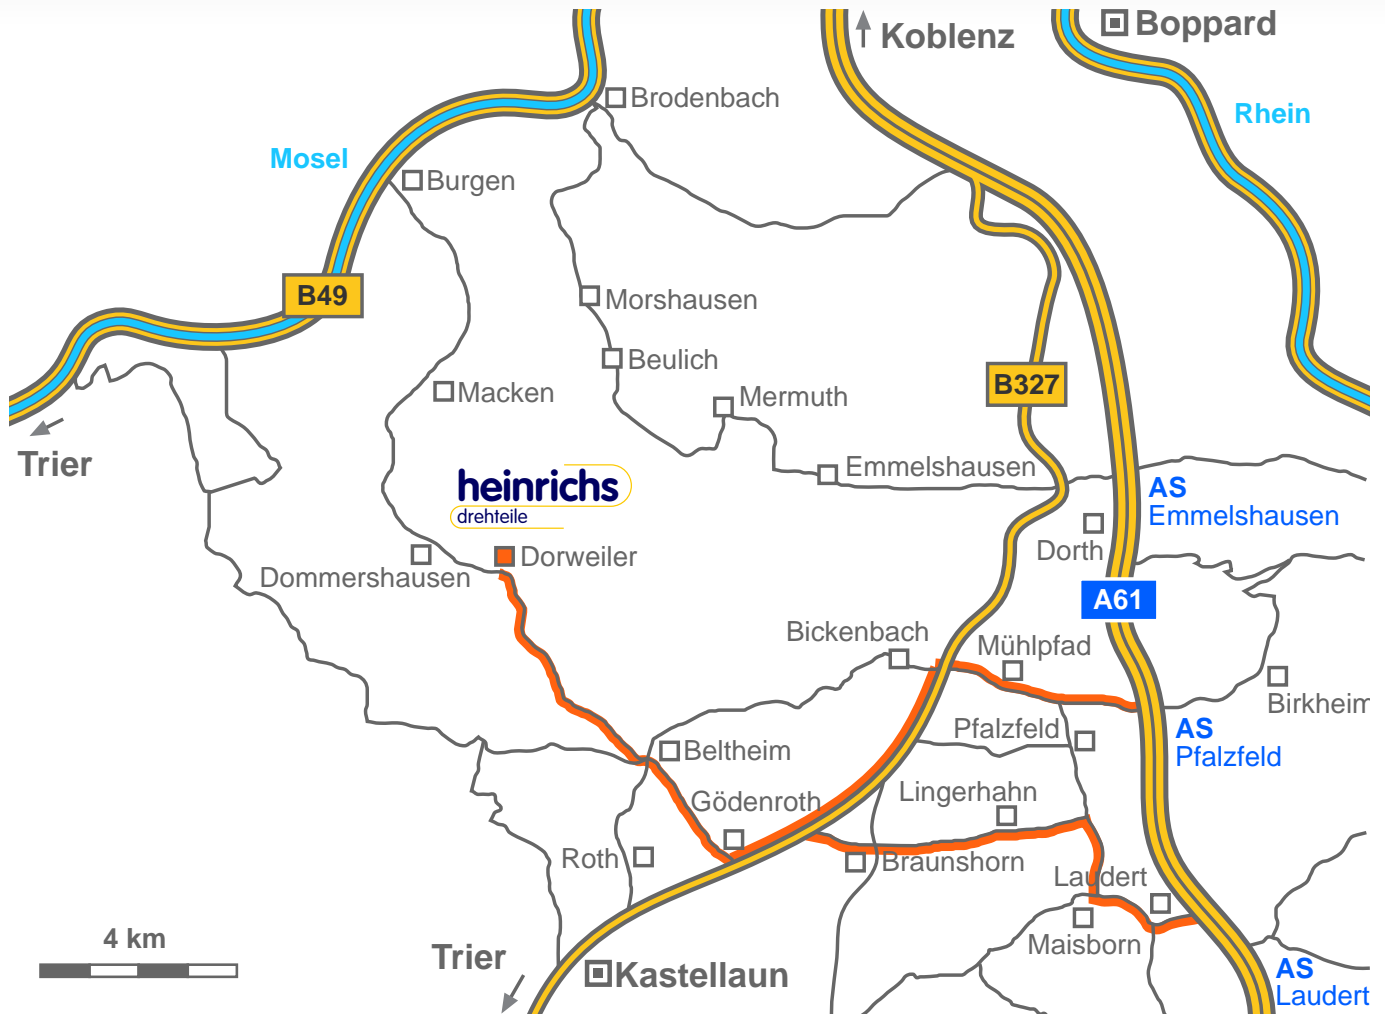 Boppard
Koblenz
Brodenbach
Rhein
Mosel
Burgen
B49
Morshausen
Beulich
B327
Macken
Mermuth
Trier
Emmelshausen
heinrichs
drehteile
AS
Emmelshausen
Dorth
Dorweiler
Dommershausen
A61
Bickenbach
Mühlpfad
Birkheim
Pfalzfeld
AS
Pfalzfeld
Beltheim
Gödenroth
Lingerhahn
Roth
Braunshorn
Laudert
4 km
Maisborn
Trier
Kastellaun
AS
Laudert